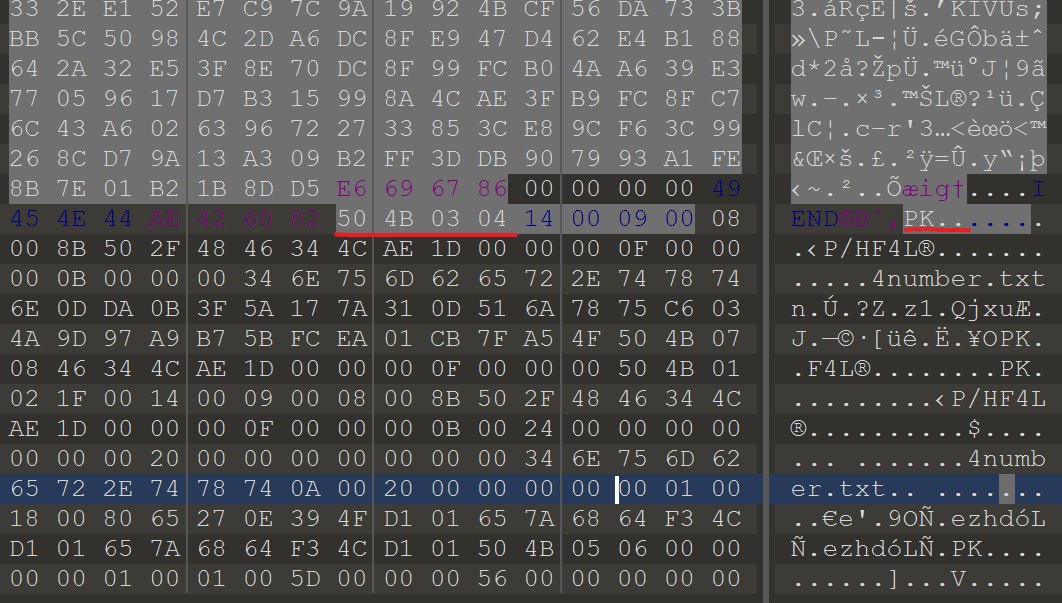 33 2E E1 52 E7 C9 7C 9A 19 92 4B CF 56 DA 73 3B 3.áRçÉ|š.’KÏVÚs;
BB 5C 50 98 4C 2D A6 DC 8F E9 47 D4 62 E4 B1 88 »\P˜L-¦Ü.éGÔbä±ˆ
64 2A 32 E5 3F 8E 70 DC 8F 99 FC B0 4A A6 39 E3 d*2å?ŽpÜ.™ü°J¦9ã
77 05 96 17 D7 B3 15 99 8A 4C AE 3F B9 FC 8F C7 w.–.×³.™ŠL®?¹ü.Ç
6C 43 A6 02 63 96 72 27 33 85 3C E8 9C F6 3C 99 lC¦.c–r'3…<èœö<™
26 8C D7 9A 13 A3 09 B2 FF 3D DB 90 79 93 A1 FE &Œ×š.£.²ÿ=Û.y“¡þ
8B 7E 01 B2 1B 8D D5 E6 69 67 86 00 00 00 00 49 ‹~.²..Õæig†....I
45 4E 44 AE 42 60 82 50 4B 03 04 14 00 09 00 08 END®B`‚PK.......
00 8B 50 2F 48 46 34 4C AE 1D 00 00 00 0F 00 00 .‹P/HF4L®.......
00 0B 00 00 00 34 6E 75 6D 62 65 72 2E 74 78 74 .....4number.txt
6E 0D DA 0B 3F 5A 17 7A 31 0D 51 6A 78 75 C6 03 n.Ú.?Z.z1.QjxuÆ.
4A 9D 97 A9 B7 5B FC EA 01 CB 7F A5 4F 50 4B 07 J.—©·[üê.Ë.¥OPK.
08 46 34 4C AE 1D 00 00 00 0F 00 00 00 50 4B 01 .F4L®........PK.
02 1F 00 14 00 09 00 08 00 8B 50 2F 48 46 34 4C .........‹P/HF4L
AE 1D 00 00 00 0F 00 00 00 0B 00 24 00 00 00 00 ®..........$....
00 00 00 20 00 00 00 00 00 00 00 34 6E 75 6D 62 ... .......4numb
65 72 2E 74 78 74 0A 00 20 00 00 00 00 00 01 00 er.txt.. .......
18 00 80 65 27 0E 39 4F D1 01 65 7A 68 64 F3 4C ..€e'.9OÑ.ezhdóL
D1 01 65 7A 68 64 F3 4C D1 01 50 4B 05 06 00 00 Ñ.ezhdóLÑ.PK....
00 00 01 00 01 00 5D 00 00 00 56 00 00 00 00 00 ......]...V.....